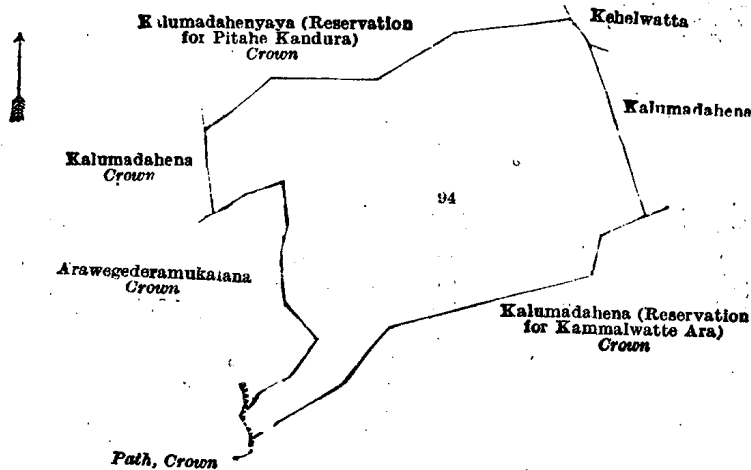 Kalumadahenyaya (Reservation
for Pitahe Kandura)
Crown
Kehelwatta
Kalumadahena
Kalumadahena
Crown
94
Arawegederamukalana
Crown
Kalumadahena (Reservation
for Kammalwatte Ara)
Crown
Path, Crown